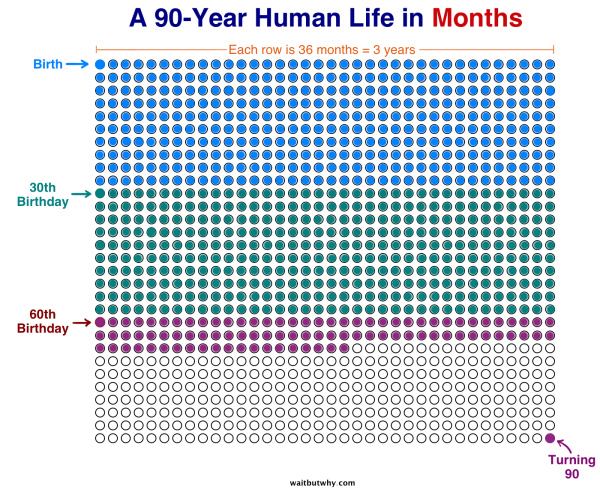 A 90-Year Human Life in Months
Each row is 36 months = 3 years
Birth
30th
Birthday
60th
Birthday
Turning
90
waitbutwhy.com